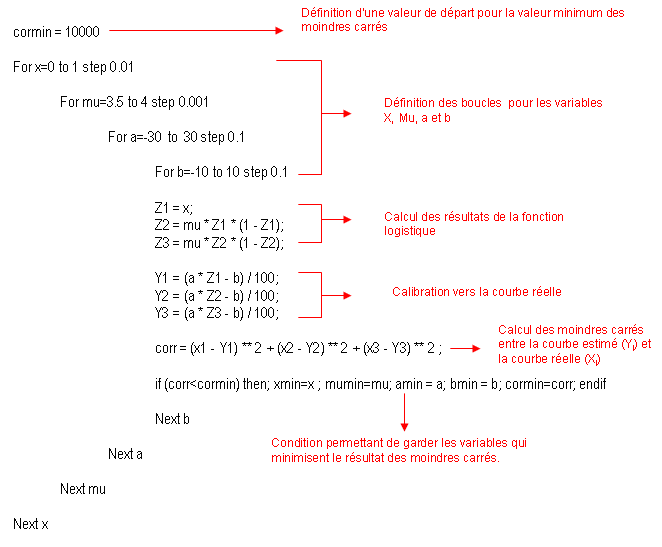 Définition d'une valeur de départ pour la valeur minimum des
moindres carrés
cormin = 10000
For x=0 to 1 step 0.01
For mu=3.5 to 4 step 0.001
Définition des boucles pour les variables
X, Mu, a et b
For a=-30 to 30 step 0.1
For b=-10 to 10 step 0.1
Z1 = x;
Z2 = mu * Z1 * (1 - Z1);
Z3 = mu * Z2 * (1 - Z2);
Calcul des résultats de la fonction
logistique
Y1 = (a * Z1 - b) / 100;
Y2 = (a * Z2 - b) / 100;
Y3 = (a * Z3 - b) / 100;
Calibration vers la courbe réelle
corr = (x1 - Y1) ** 2 + (x2 - Y2) ** 2 + (x3 - Y3) ** 2 ;
Calcul des moindres carrés
entre la courbe estimé (Yi) et
la courbe réelle (Xi)
if (corr<cormin) then; xmin=x ; mumin=mu; amin = a; bmin = b; cormin=corr; endif
Next b
Condition permettant de garder les variables qui
minimisent le résultat des moindres carrés.
Next a
Next mu
Next x